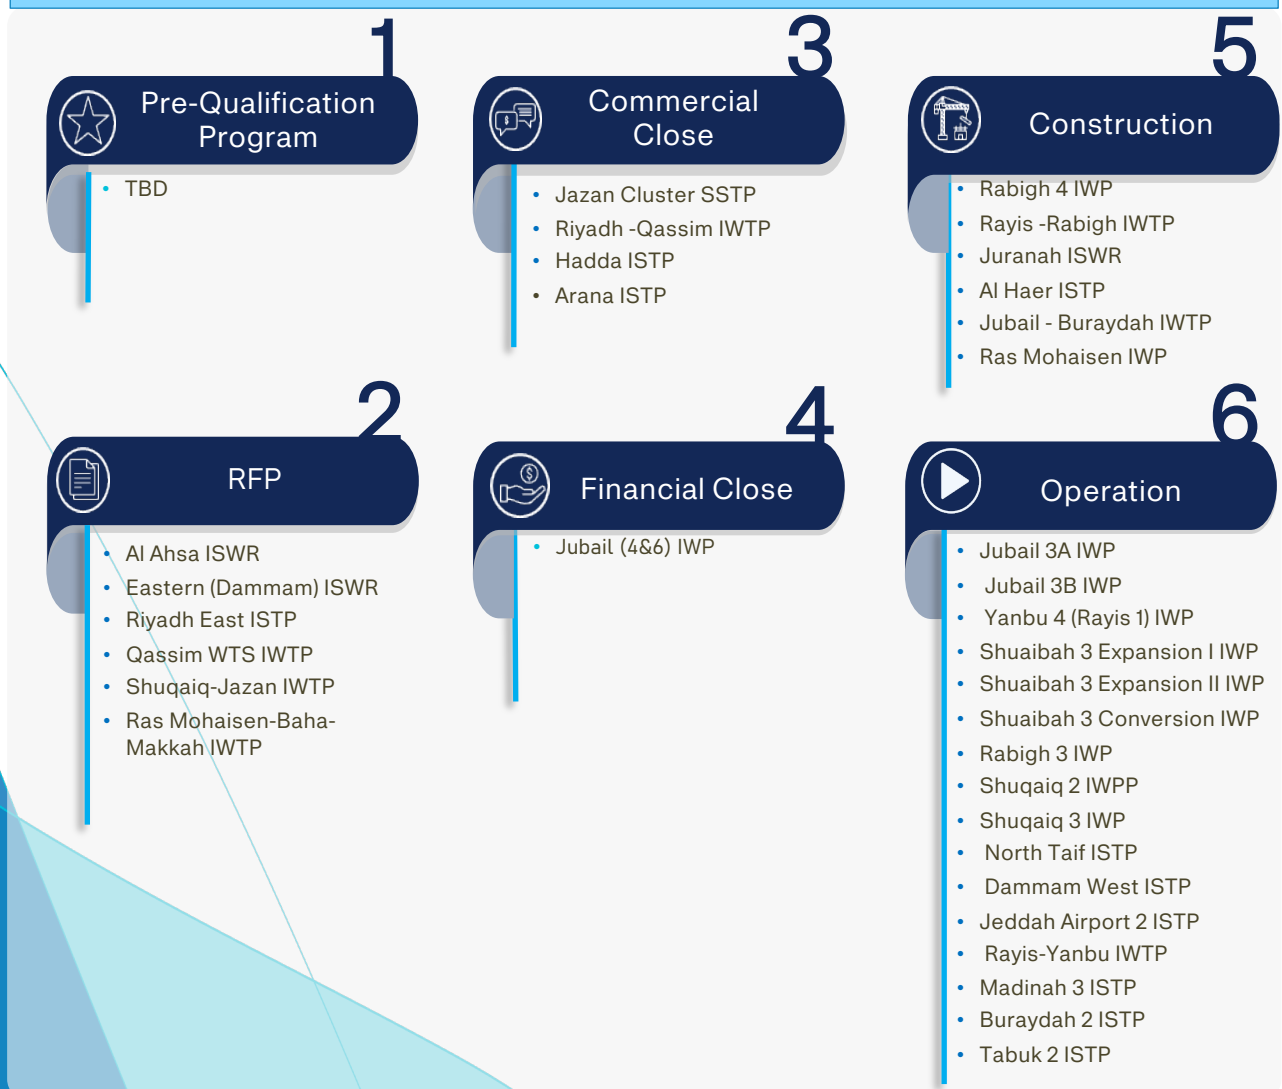 1
Pre-Qualification
Program
• TBD
2
RFP
• Al Ahsa ISWR
• Eastern (Dammam) ISWR
• Riyadh East ISTP
• Qassim WTS IWTP
• Shuqaiq-Jazan IWTP
• Ras Mohaisen-Baha-
Makkah IWTP
3
Commercial
Close
• Jazan Cluster SSTP
• Riyadh -Qassim IWTP
• Hadda ISTP
• Arana ISTP
4
Financial Close
• Jubail (4&6) IWP
5
Construction
• Rabigh 4 IWP
• Rayis -Rabigh IWTP
• Juranah ISWR
• Al Haer ISTP
• Jubail - Buraydah IWTP
• Ras Mohaisen IWP
6
Operation
• Jubail 3A IWP
• Jubail 3B IWP
• Yanbu 4 (Rayis 1) IWP
• Shuaibah 3 Expansion I IWP
• Shuaibah 3 Expansion II IWP
• Shuaibah 3 Conversion IWP
• Rabigh 3 IWP
• Shuqaiq 2 IWPP
• Shuqaiq 3 IWP
• North Taif ISTP
• Dammam West ISTP
• Jeddah Airport 2 ISTP
• Rayis-Yanbu IWTP
• Madinah 3 ISTP
• Buraydah 2 ISTP
• Tabuk 2 ISTP